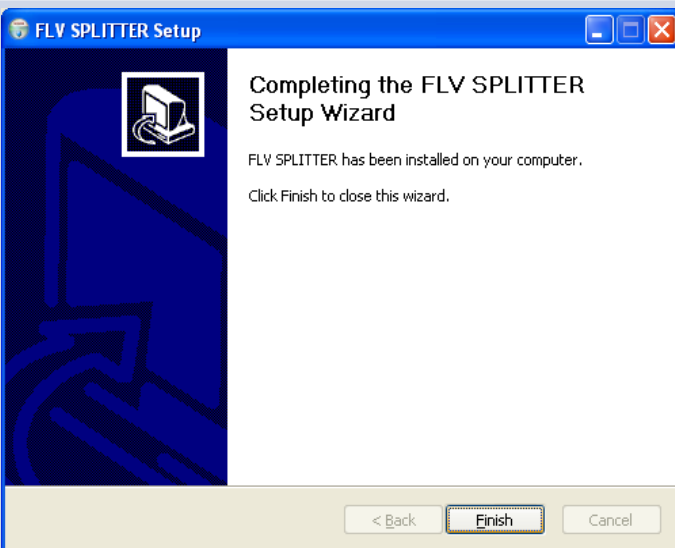 FLV SPLITTER Setup
Completing the FLV SPLITTER
Setup Wizard
FLV SPLITTER has been installed on your computer.
Click Finish to close this wizard.
< Back
Finish
Cancel